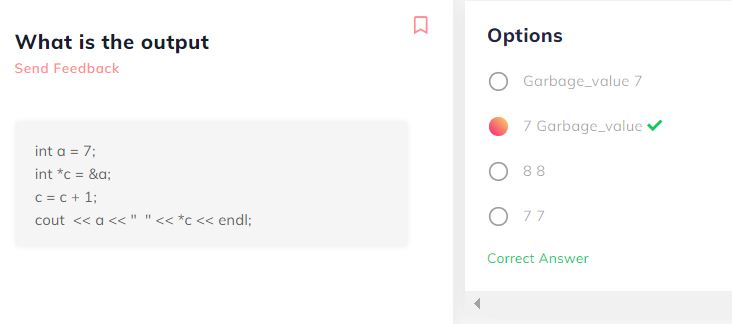 What is the output
Send Feedback
int a = 7;
int *c = &a;
c = c + 1;
cout  << a << "  " << *c << endl;
Options
Garbage_value 7
7 Garbage_value
8 8
7 7
Correct Answer